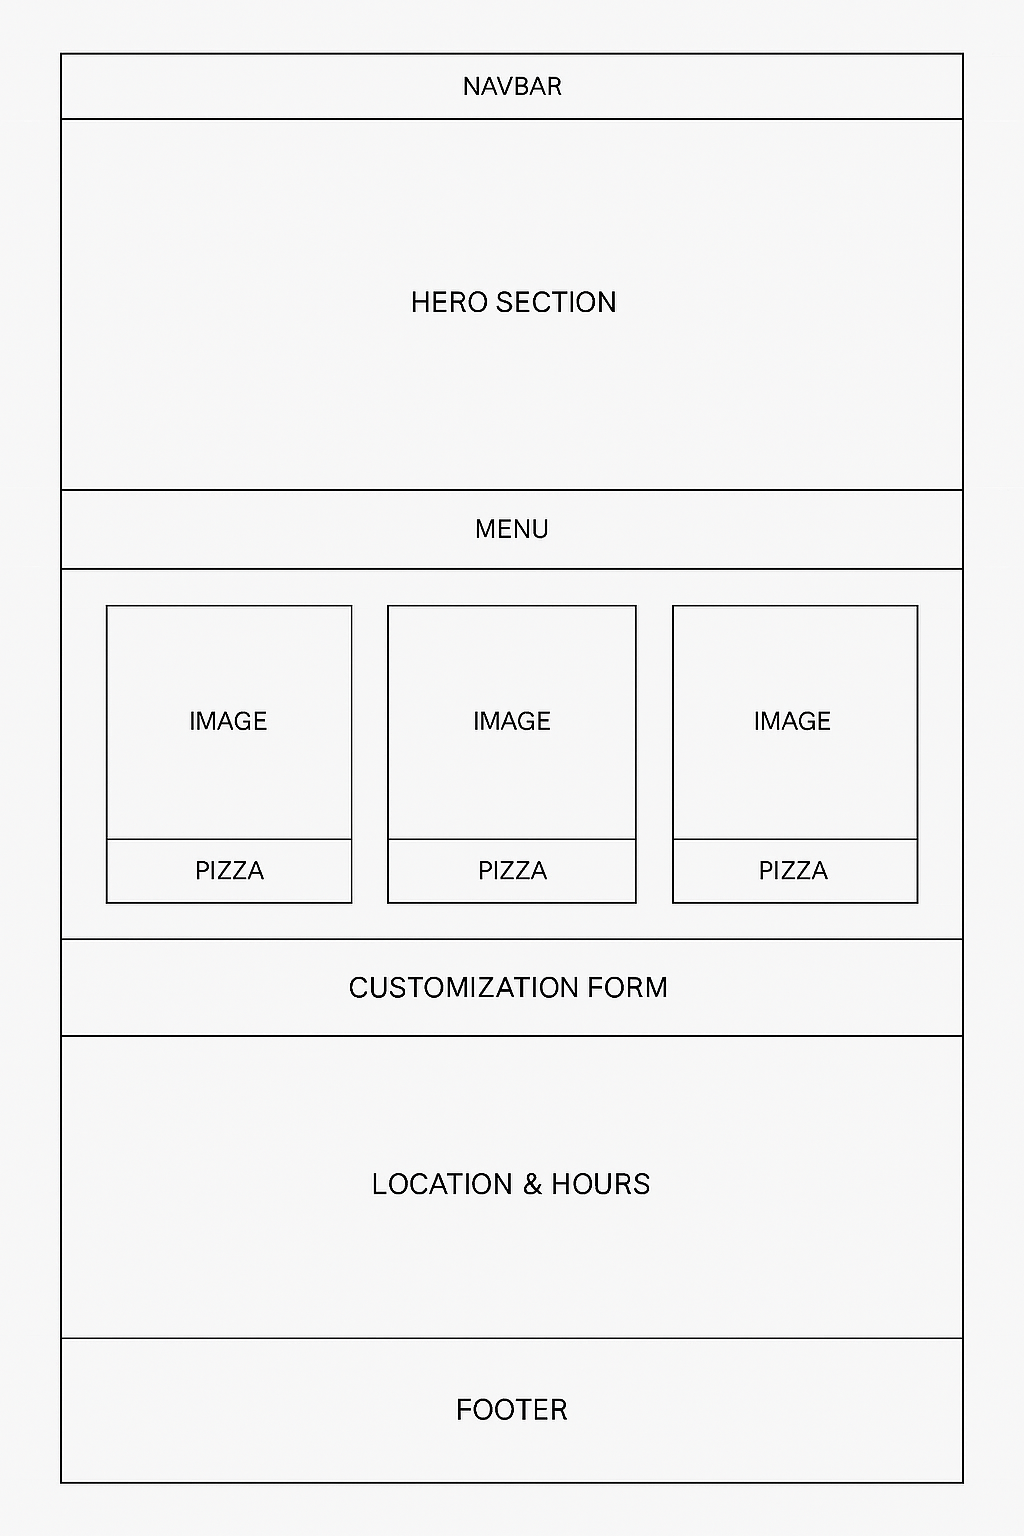 NAVBAR
HERO SECTION
MENU
IMAGE
IMAGE
IMAGE
PIZZA
PIZZA
PIZZA
CUSTOMIZATION FORM
LOCATION & HOURS
FOOTER